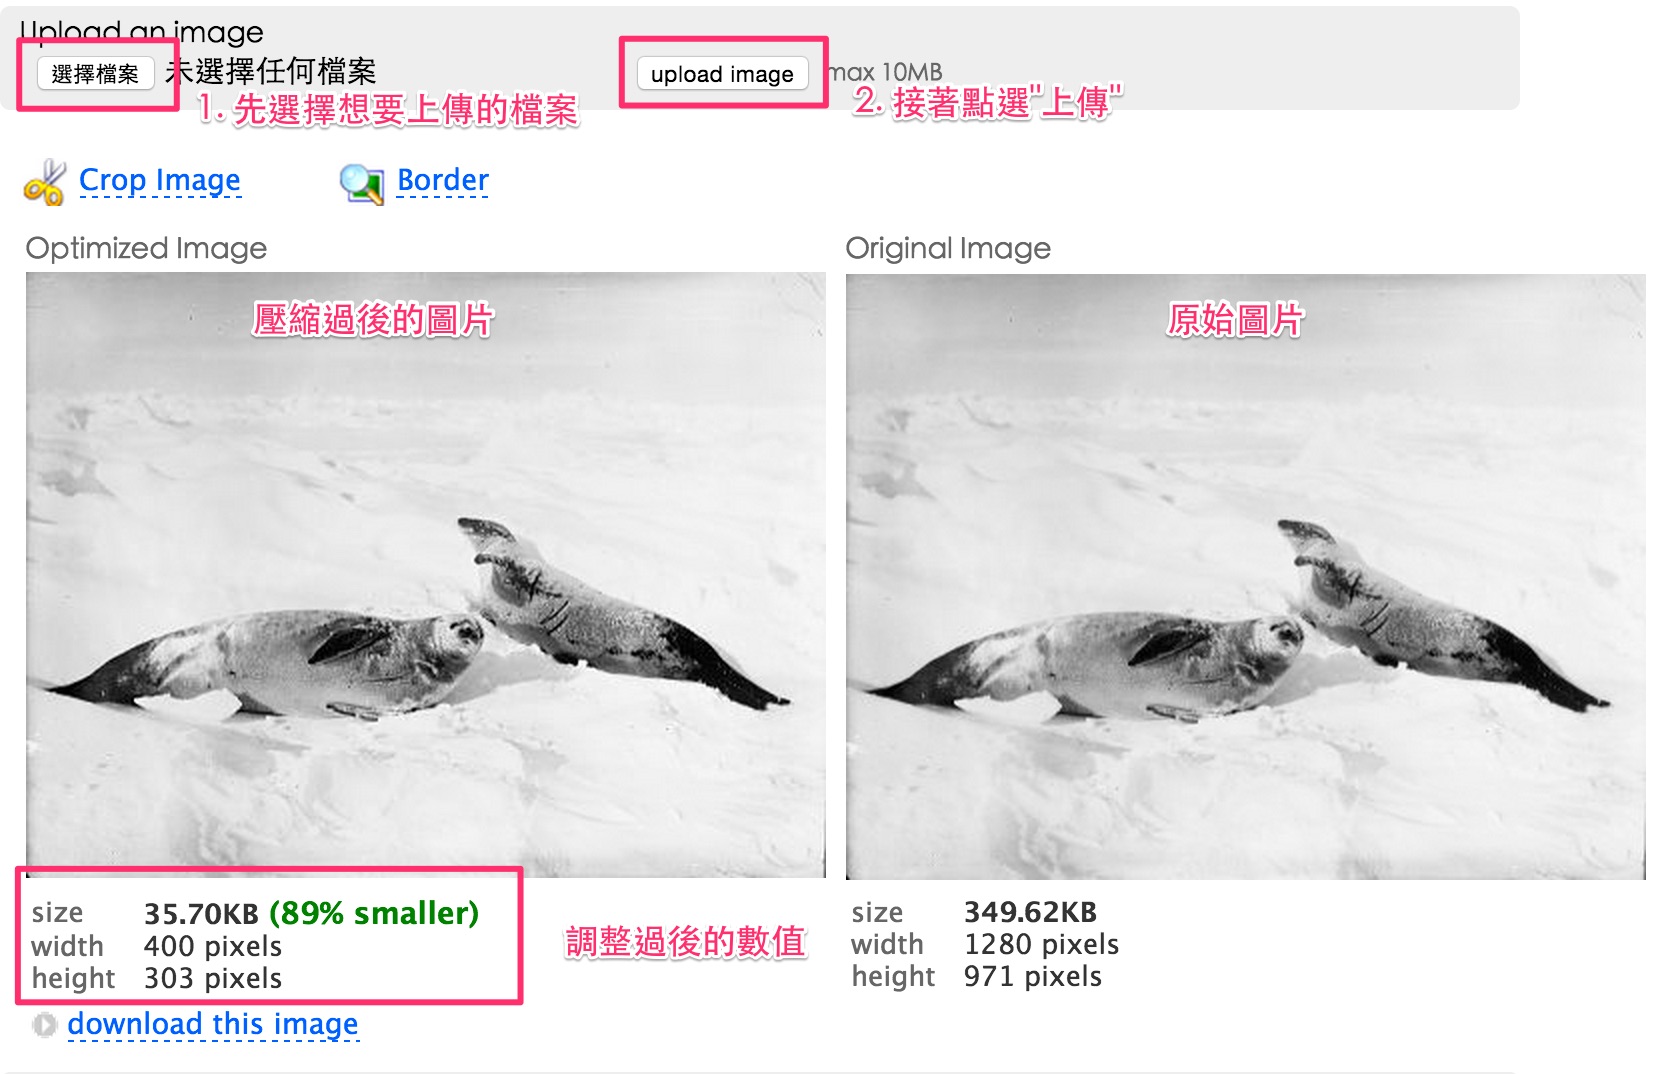 Upload an image
選擇檔案 未選擇任何檔案 upload image max 10MB
1. 先選擇想要上傳的檔案 2. 接著點選"上傳"
Crop Image Border
Optimized Image Original Image
壓縮過後的圖片 原始圖片
size 35.70KB (89% smaller) size 349.62KB
width 400 pixels 調整過後的數值 width 1280 pixels
height 303 pixels height 971 pixels
download this image